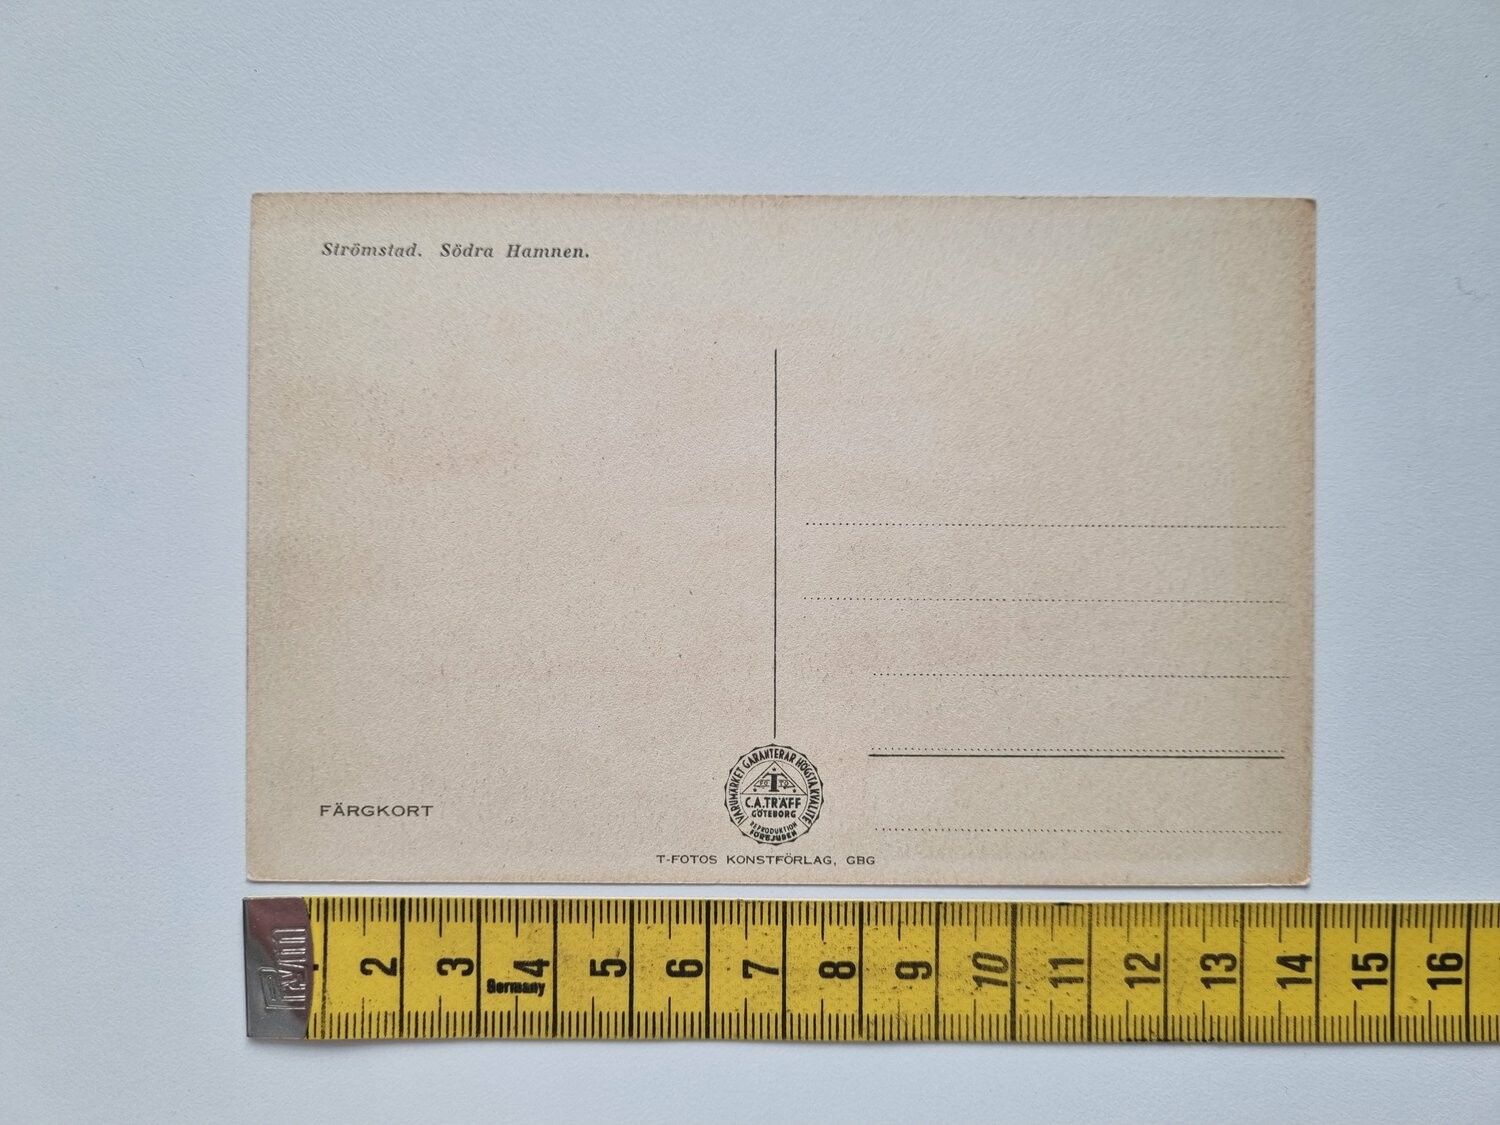 Strömstad. Södra Hamnen.
VARUMÄRKET GARANTERAR HÖGSTA KVALITÉ
T
FOTO
C.A. TRÄFF
GÖTEBORG
REPRODUKTION
FÖRBJUDEN
FÄRGKORT
T-FOTOS KONSTFÖRLAG, GBG
2 3 4 5 6 7 8 9 10 11 12 13 14 15 16
Germany